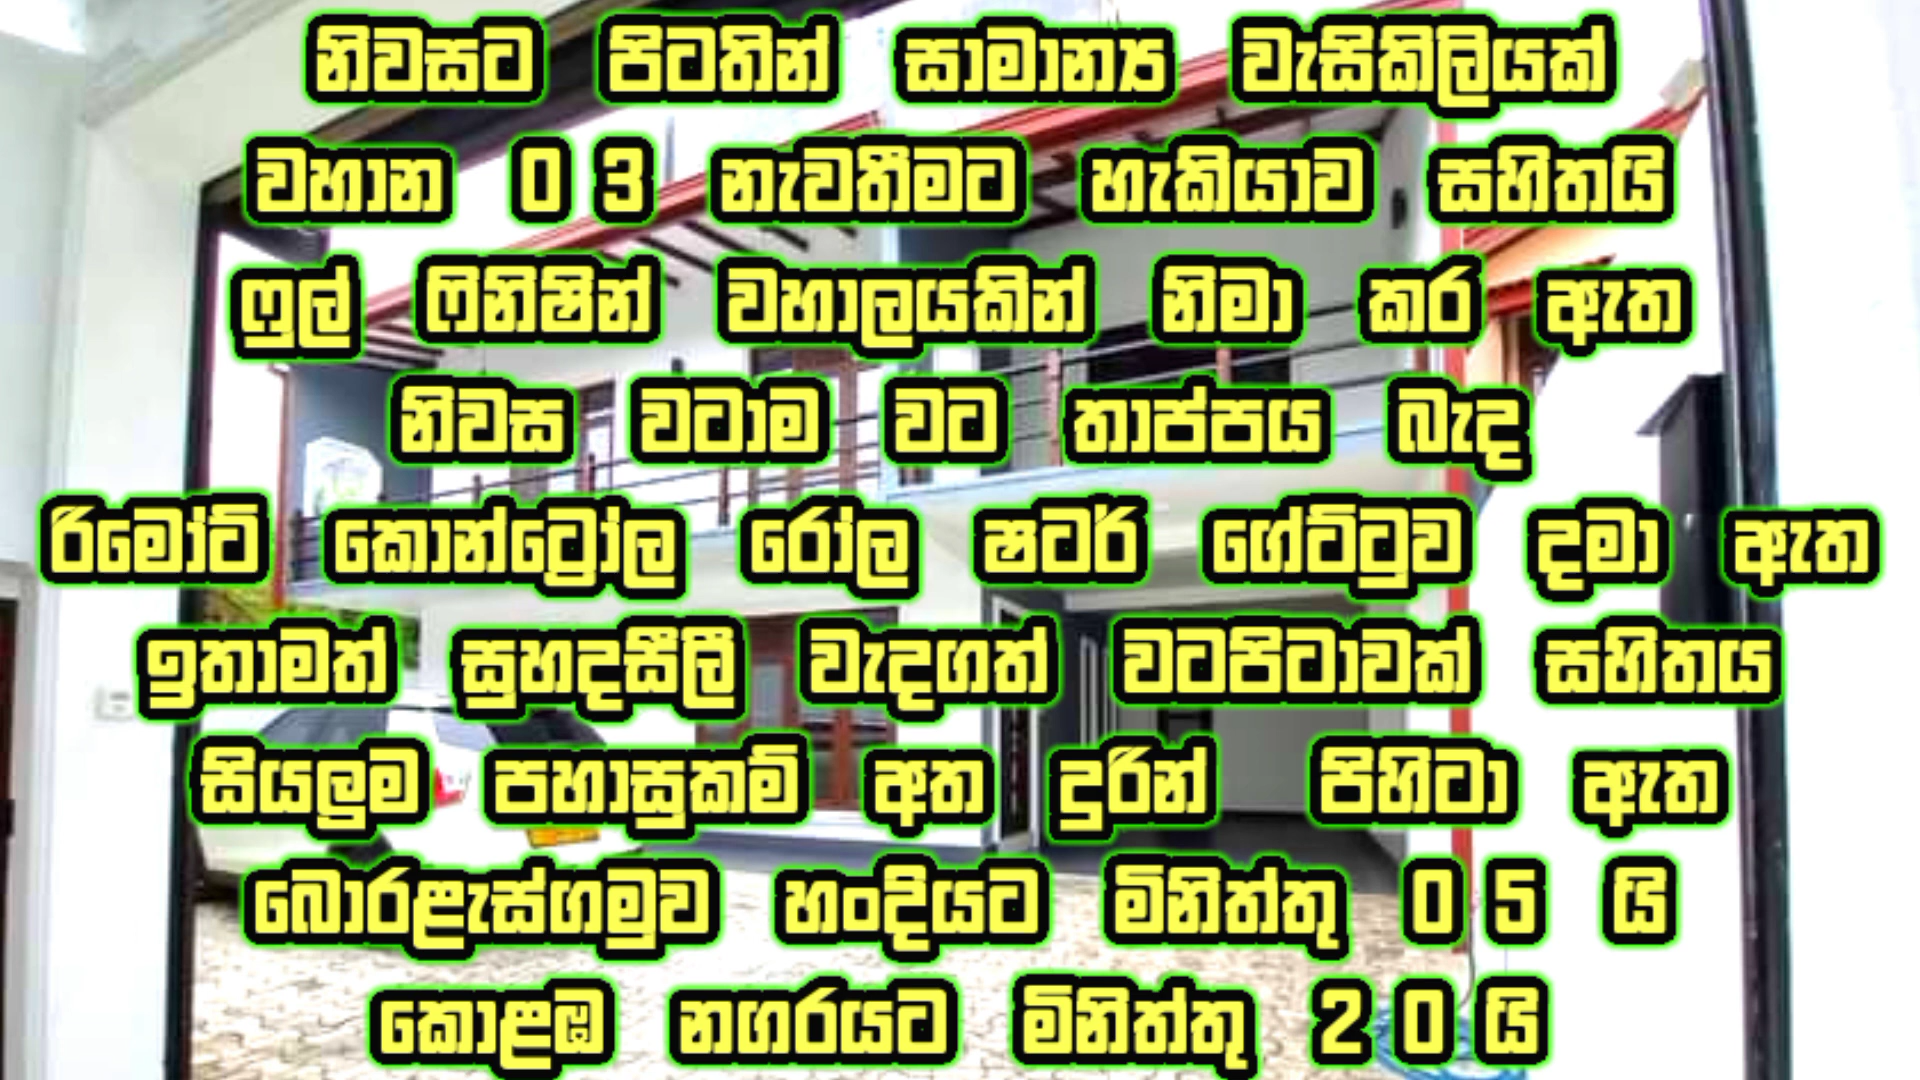 නිවසට පිටතින් සාමාන්‍ය වැසිකිලියක්
වහාන 03 නැවතීමට හැකියාව සහිතයි
ෆුල් ෆිනිෂින් වහාලයකින් නිමා කර ඇත
නිවස වටාම වට තාප්පය බැද
රිමෝට් කොන්ට්‍රෝල රෝල ෂටර් ගේට්ටුව දමා ඇත
ඉතාමත් සුහදසීලී වැදගත් වටපිටාවක් සහිතය
සියලුම පහාසුකම් අත දුරින් පිහිටා ඇත
බොරළැස්ගමුව හංදියට මිනිත්තු 05 යි
කොළඹ නගරයට මිනිත්තු 20යි